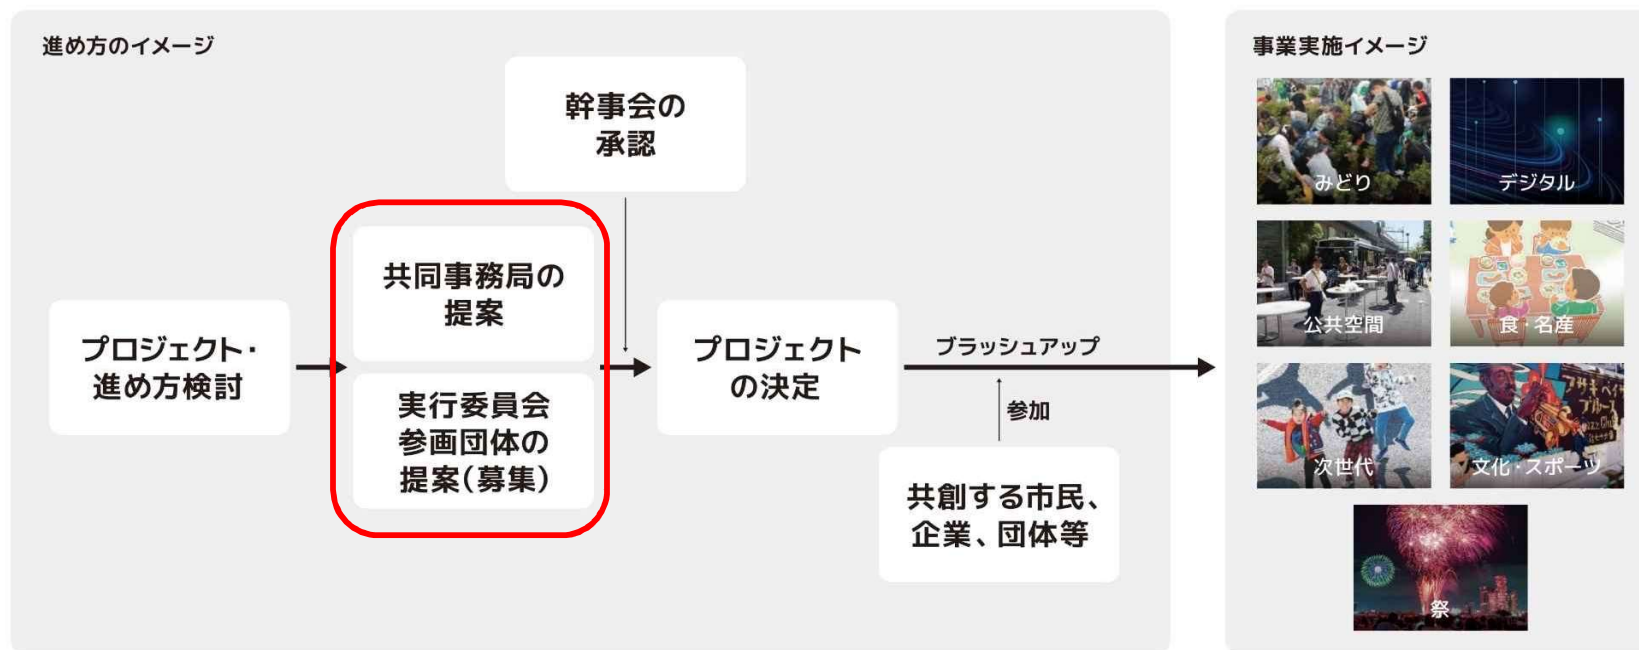 進め方のイメージ
幹事会の
承認
共同事務局の
提案
プロジェクト・
進め方検討
実行委員会
参画団体の
提案(募集)
プロジェクト
の決定
ブラッシュアップ
参加
共創する市民、
企業、団体等
事業実施イメージ
みどり
デジタル
公共空間
食・名産
次世代
文化・スポーツ
祭